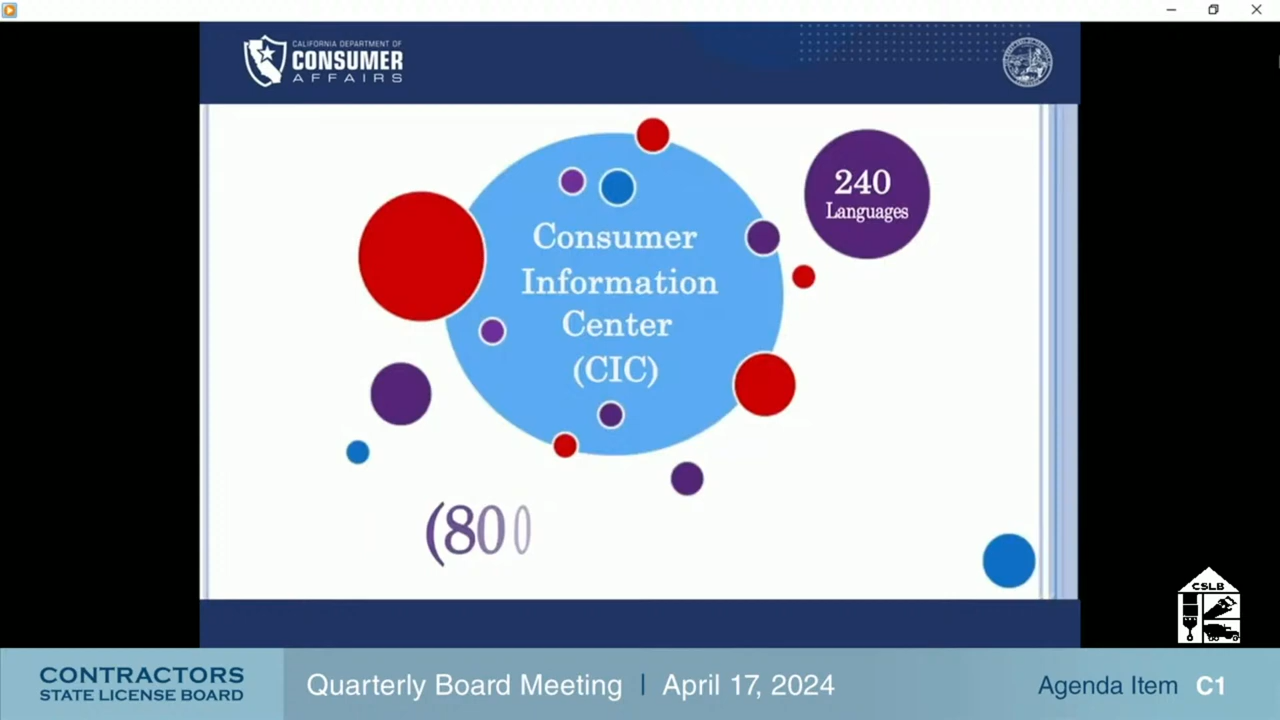 CALIFORNIA DEPARTMENT OF
CONSUMER
AFFAIRS
240
Languages
Consumer
Information
Center
(CIC)
(800
CSLB
CONTRACTORS
STATE LICENSE BOARD
Quarterly Board Meeting | April 17, 2024
Agenda Item C1